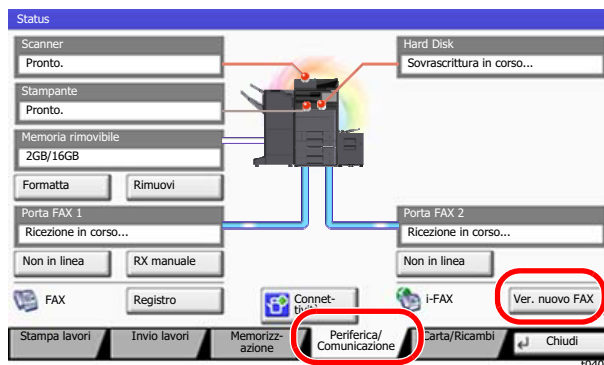 Status
Scanner
Pronto.
Hard Disk
Sovrascrittura in corso...
Stampante
Pronto.
Memoria rimovibile
2GB/16GB
Formatta
Rimuovi
Porta FAX 1
Ricezione in corso...
Porta FAX 2
Ricezione in corso...
Non in linea
RX manuale
Non in linea
FAX
Registro
Connet-
tività
i-FAX
Ver. nuovo FAX
Stampa lavori
Invio lavori
Memorizz-
azione
Periferica/
Comunicazione
Carta/Ricambi
Chiudi